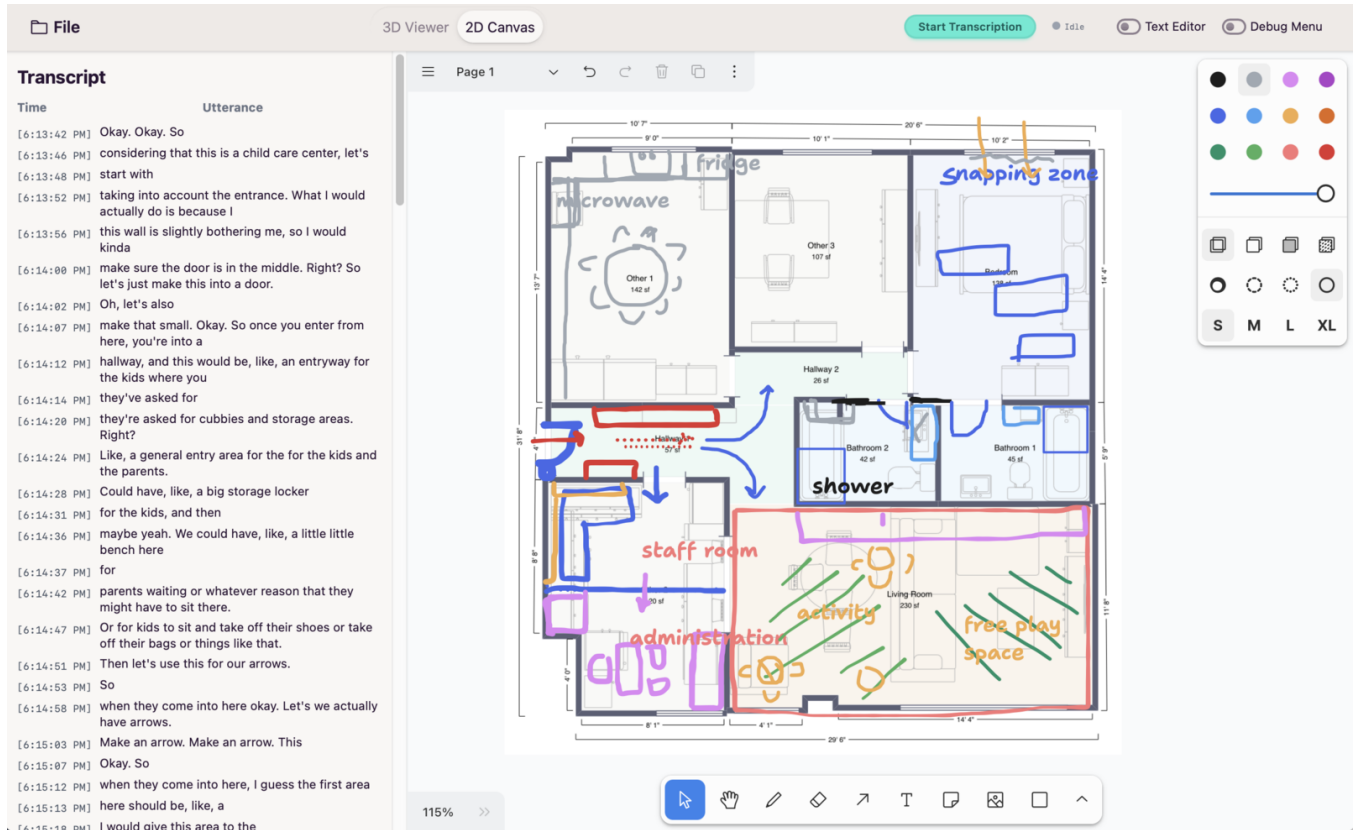 File
3D Viewer
2D Canvas
Start Transcription
Idle
Text Editor
Debug Menu
Transcript
Time
Utterance
[6:13:42 PM] Okay. Okay. So
[6:13:46 PM] considering that this is a child care center, let's
[6:13:48 PM] start with
[6:13:52 PM] taking into account the entrance. What I would
actually do is because I
[6:13:56 PM] this wall is slightly bothering me, so I would
kinda
[6:14:00 PM] make sure the door is in the middle. Right? So
let's just make this into a door.
[6:14:02 PM] Oh, let's also
[6:14:07 PM] make that small. Okay. So once you enter from
here, you're into a
[6:14:12 PM] hallway, and this would be, like, an entryway for
the kids where you
[6:14:14 PM] they've asked for
[6:14:20 PM] they're asked for cubbies and storage areas.
Right?
[6:14:24 PM] Like, a general entry area for the for the kids and
the parents.
[6:14:28 PM] Could have, like, a big storage locker
[6:14:31 PM] for the kids, and then
[6:14:36 PM] maybe yeah. We could have, like, a little little
bench here
[6:14:37 PM] for
[6:14:42 PM] parents waiting or whatever reason that they
might have to sit there.
[6:14:47 PM] Or for kids to sit and take off their shoes or take
off their bags or things like that.
[6:14:51 PM] Then let's use this for our arrows.
[6:14:53 PM] So
[6:14:58 PM] when they come into here okay. Let's we actually
have arrows.
[6:15:03 PM] Make an arrow. Make an arrow. This
[6:15:07 PM] Okay. So
[6:15:12 PM] when they come into here, I guess the first area
[6:15:13 PM] here should be, like, a
[6:15:18 PM] I would give this area to the
Page 1
10' 7"
20' 6"
9' 0"
10' 1"
10' 2"
fridge
Snapping zone
microwave
Other 3
107 sf
Other 1
142 sf
Bedroom
13' 7"
14' 4"
Hallway 2
26 sf
31' 8"
57 sf
Bathroom 2
42 sf
Bathroom 1
45 sf
5' 9"
shower
staff room
8' 8"
Living Room
230 sf
activity
free play
space
administration
11' 8"
4' 0"
8' 1"
4' 1"
14' 4"
29' 6"
S
M
L
XL
115%